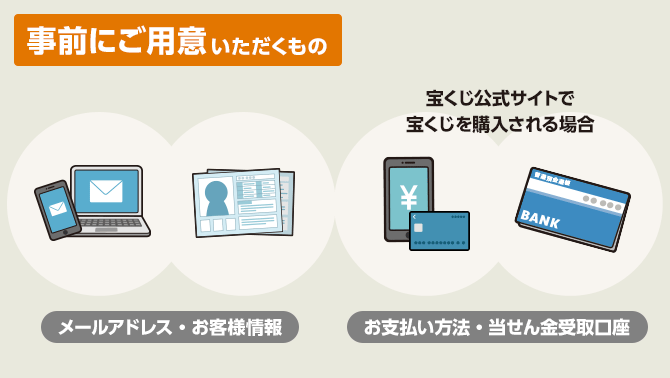 事前にご用意いただくもの
宝くじ公式サイトで
宝くじを購入される場合
¥
BANK
メールアドレス・お客様情報
お支払い方法・当せん金受取口座